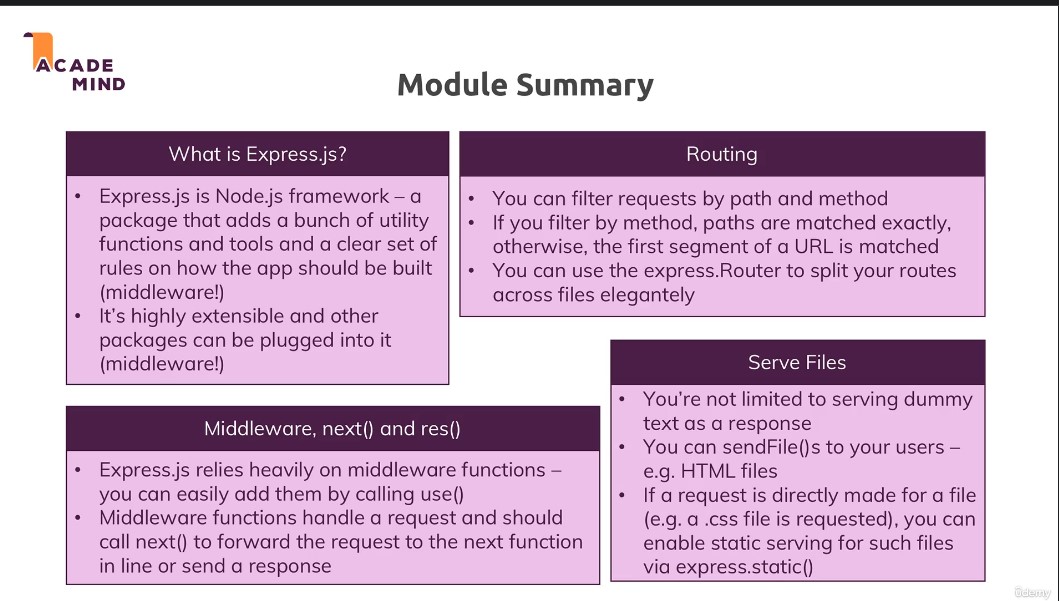 ACADE
MIND
Module Summary
What is Express.js?
• Express.js is Node.js framework – a
package that adds a bunch of utility
functions and tools and a clear set of
rules on how the app should be built
(middleware!)
• It's highly extensible and other
packages can be plugged into it
(middleware!)
Routing
• You can filter requests by path and method
• If you filter by method, paths are matched exactly,
otherwise, the first segment of a URL is matched
• You can use the express.Router to split your routes
across files elegantely
Middleware, next() and res()
• Express.js relies heavily on middleware functions –
you can easily add them by calling use()
• Middleware functions handle a request and should
call next() to forward the request to the next function
in line or send a response
Serve Files
• You're not limited to serving dummy
text as a response
• You can sendFile()s to your users –
e.g. HTML files
• If a request is directly made for a file
(e.g. a .css file is requested), you can
enable static serving for such files
via express.static()
ûdemy